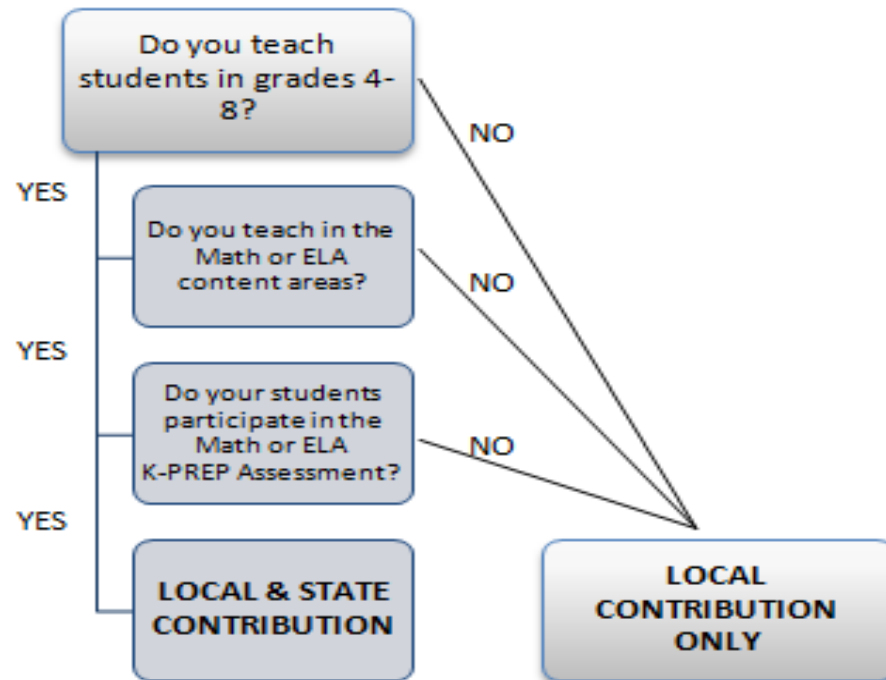 Do you teach
students in grades 4-
8?
NO
YES
Do you teach in the
Math or ELA
content areas?
NO
YES
Do your students
participate in the
Math or ELA
K-PREP Assessment?
NO
YES
LOCAL & STATE
CONTRIBUTION
LOCAL
CONTRIBUTION
ONLY